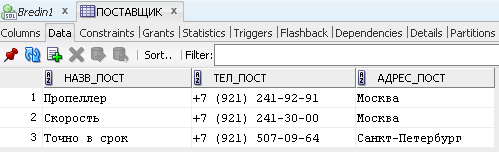 Bredin1 x ПОСТАВЩИК x
Columns Data Constraints Grants Statistics Triggers Flashback Dependencies Details Partitions
Sort.. Filter:
НАЗВ_ПОСТ ТЕЛ_ПОСТ АДРЕС_ПОСТ
1 Пропеллер +7 (921) 241-92-91 Москва
2 Скорость +7 (921) 241-30-00 Москва
3 Точно в срок +7 (921) 507-09-64 Санкт-Петербург